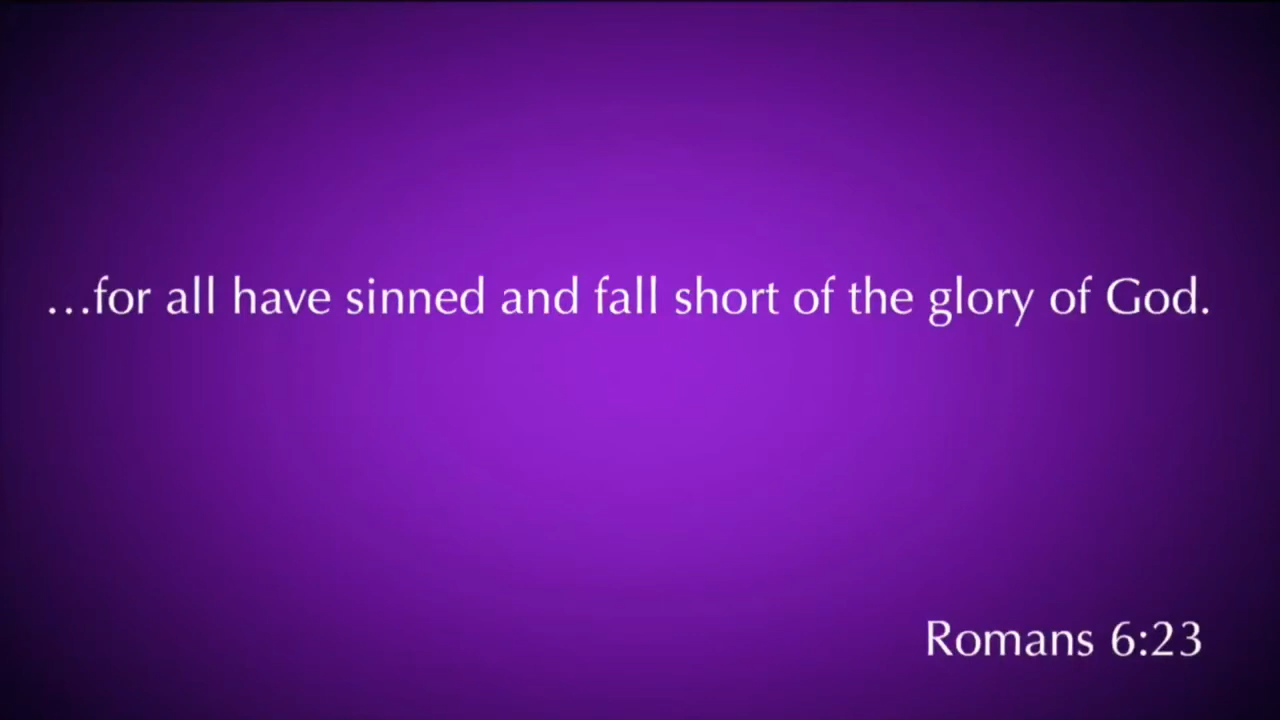 …for all have sinned and fall short of the glory of God.
Romans 6:23